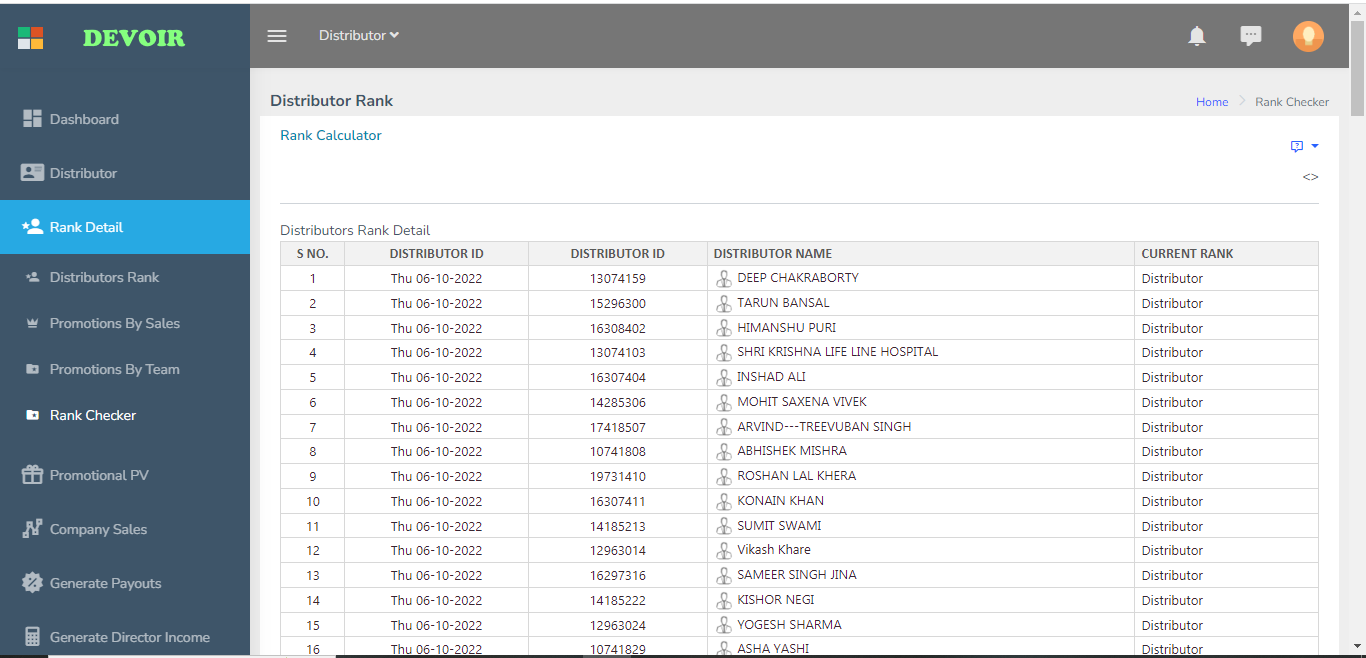 DEVOIR
Distributor
Dashboard
Distributor
Rank Detail
Distributors Rank
Promotions By Sales
Promotions By Team
Rank Checker
Promotional PV
Company Sales
Generate Payouts
Generate Director Income
Distributor Rank
Home Rank Checker
Rank Calculator
<>
Distributors Rank Detail
S NO. DISTRIBUTOR ID DISTRIBUTOR ID DISTRIBUTOR NAME CURRENT RANK
1 Thu 06-10-2022 13074159 DEEP CHAKRABORTY Distributor
2 Thu 06-10-2022 15296300 TARUN BANSAL Distributor
3 Thu 06-10-2022 16308402 HIMANSHU PURI Distributor
4 Thu 06-10-2022 13074103 SHRI KRISHNA LIFE LINE HOSPITAL Distributor
5 Thu 06-10-2022 16307404 INSHAD ALI Distributor
6 Thu 06-10-2022 14285306 MOHIT SAXENA VIVEK Distributor
7 Thu 06-10-2022 17418507 ARVIND---TREEVUBAN SINGH Distributor
8 Thu 06-10-2022 10741808 ABHISHEK MISHRA Distributor
9 Thu 06-10-2022 19731410 ROSHAN LAL KHERA Distributor
10 Thu 06-10-2022 16307411 KONAIN KHAN Distributor
11 Thu 06-10-2022 14185213 SUMIT SWAMI Distributor
12 Thu 06-10-2022 12963014 Vikash Khare Distributor
13 Thu 06-10-2022 16297316 SAMEER SINGH JINA Distributor
14 Thu 06-10-2022 14185222 KISHOR NEGI Distributor
15 Thu 06-10-2022 12963024 YOGESH SHARMA Distributor
16 Thu 06-10-2022 10741829 ASHA YASHI Distributor